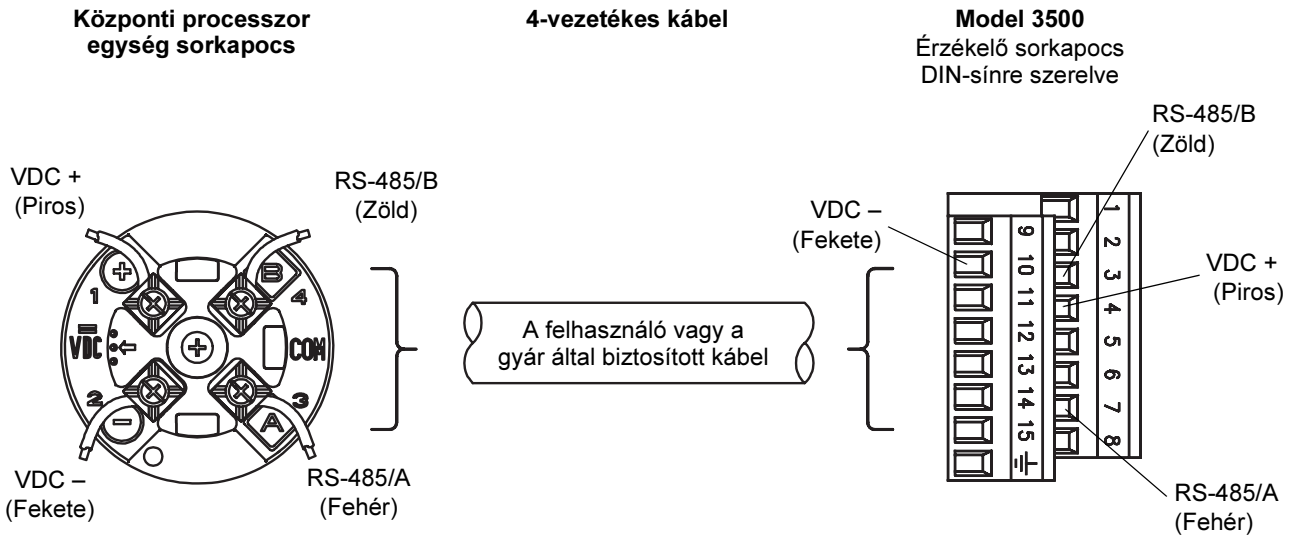 Központi processzor
egység sorkapocs
4-vezetékes kábel
Model 3500
Érzékelő sorkapocs
DIN-sínre szerelve
VDC +
(Piros)
RS-485/B
(Zöld)
1
+
B
4
VDC
COM
2
–
A
3
VDC –
(Fekete)
RS-485/A
(Fehér)
A felhasználó vagy a
gyár által biztosított kábel
RS-485/B
(Zöld)
VDC –
(Fekete)
VDC +
(Piros)
RS-485/A
(Fehér)
9
10
11
12
13
14
15
1
2
3
4
5
6
7
8